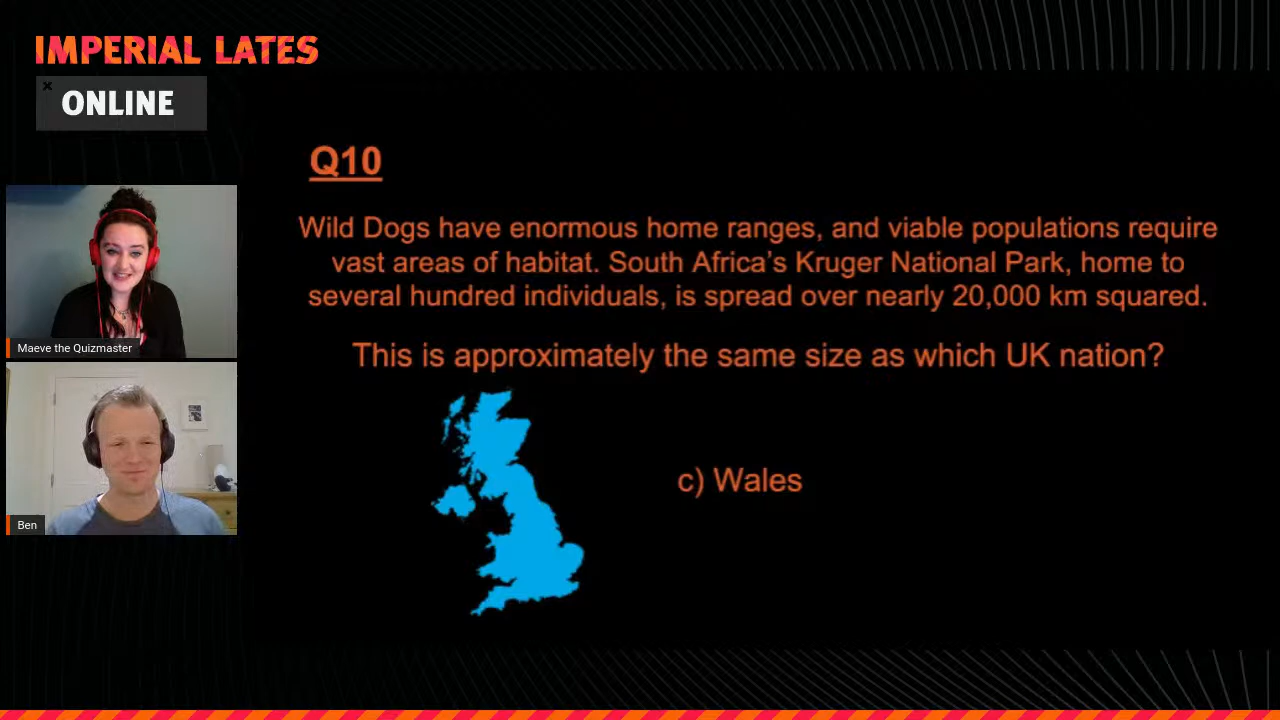 IMPERIAL LATES
ONLINE
Q10
Wild Dogs have enormous home ranges, and viable populations require
vast areas of habitat. South Africa's Kruger National Park, home to
several hundred individuals, is spread over nearly 20,000 km squared.
This is approximately the same size as which UK nation?
c) Wales
Maeve the Quizmaster
Ben